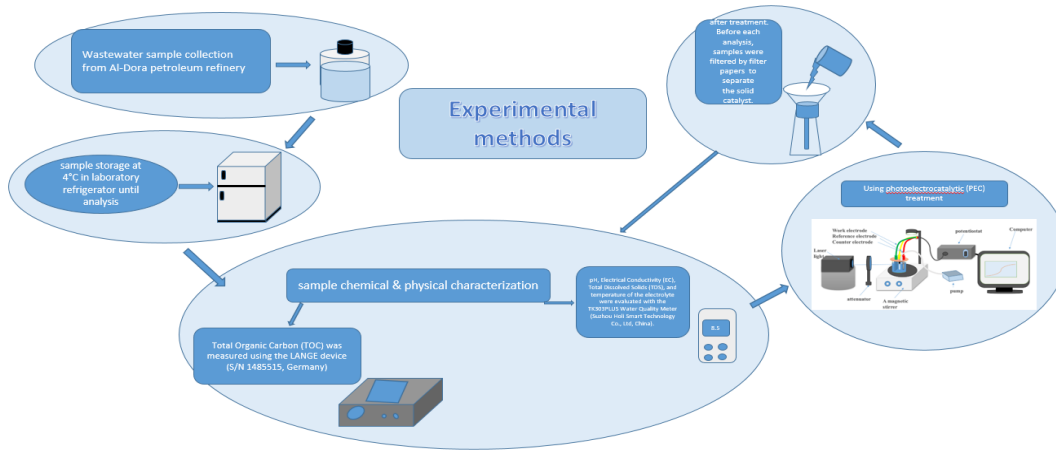 Wastewater sample collection
from Al-Dora petroleum refinery
Experimental
methods
after treatment.
Before each
analysis,
samples were
filtered by filter
papers to
separate
the solid
catalyst.
sample storage at
4°C in laboratory
refrigerator until
analysis
Using photoelectrocatalytic (PEC)
treatment
Work electrode
Reference electrode
Counter electrode
potentiostat
Computer
Laser
light
attenuator
A magnetic
stirrer
pump
sample chemical & physical characterization
pH, Electrical Conductivity (EC),
Total Dissolved Solids (TDS), and
temperature of the electrolyte
were evaluated with the
TK303PLUS Water Quality Meter
(Suzhou Holi Smart Technology
Co., Ltd, China).
8.5
Total Organic Carbon (TOC) was
measured using the LANGE device
(S/N 1485515, Germany)